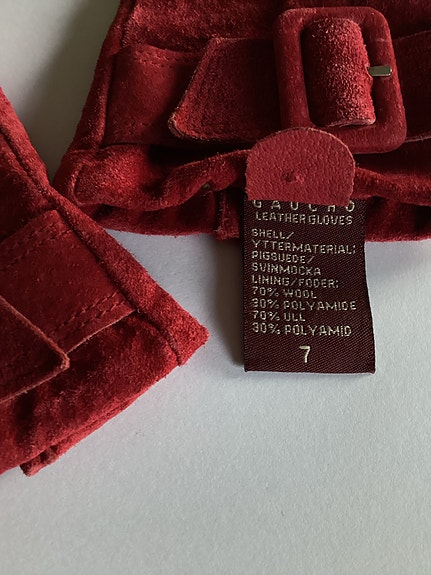 GAUCHO
LEATHER GLOVES
SHELL/
YTTERMATERIAL:
PIGSUEDE/
SVINMOCKA
LINING/FODER:
70% WOOL
30% POLYAMIDE
70% ULL
30% POLYAMID
7